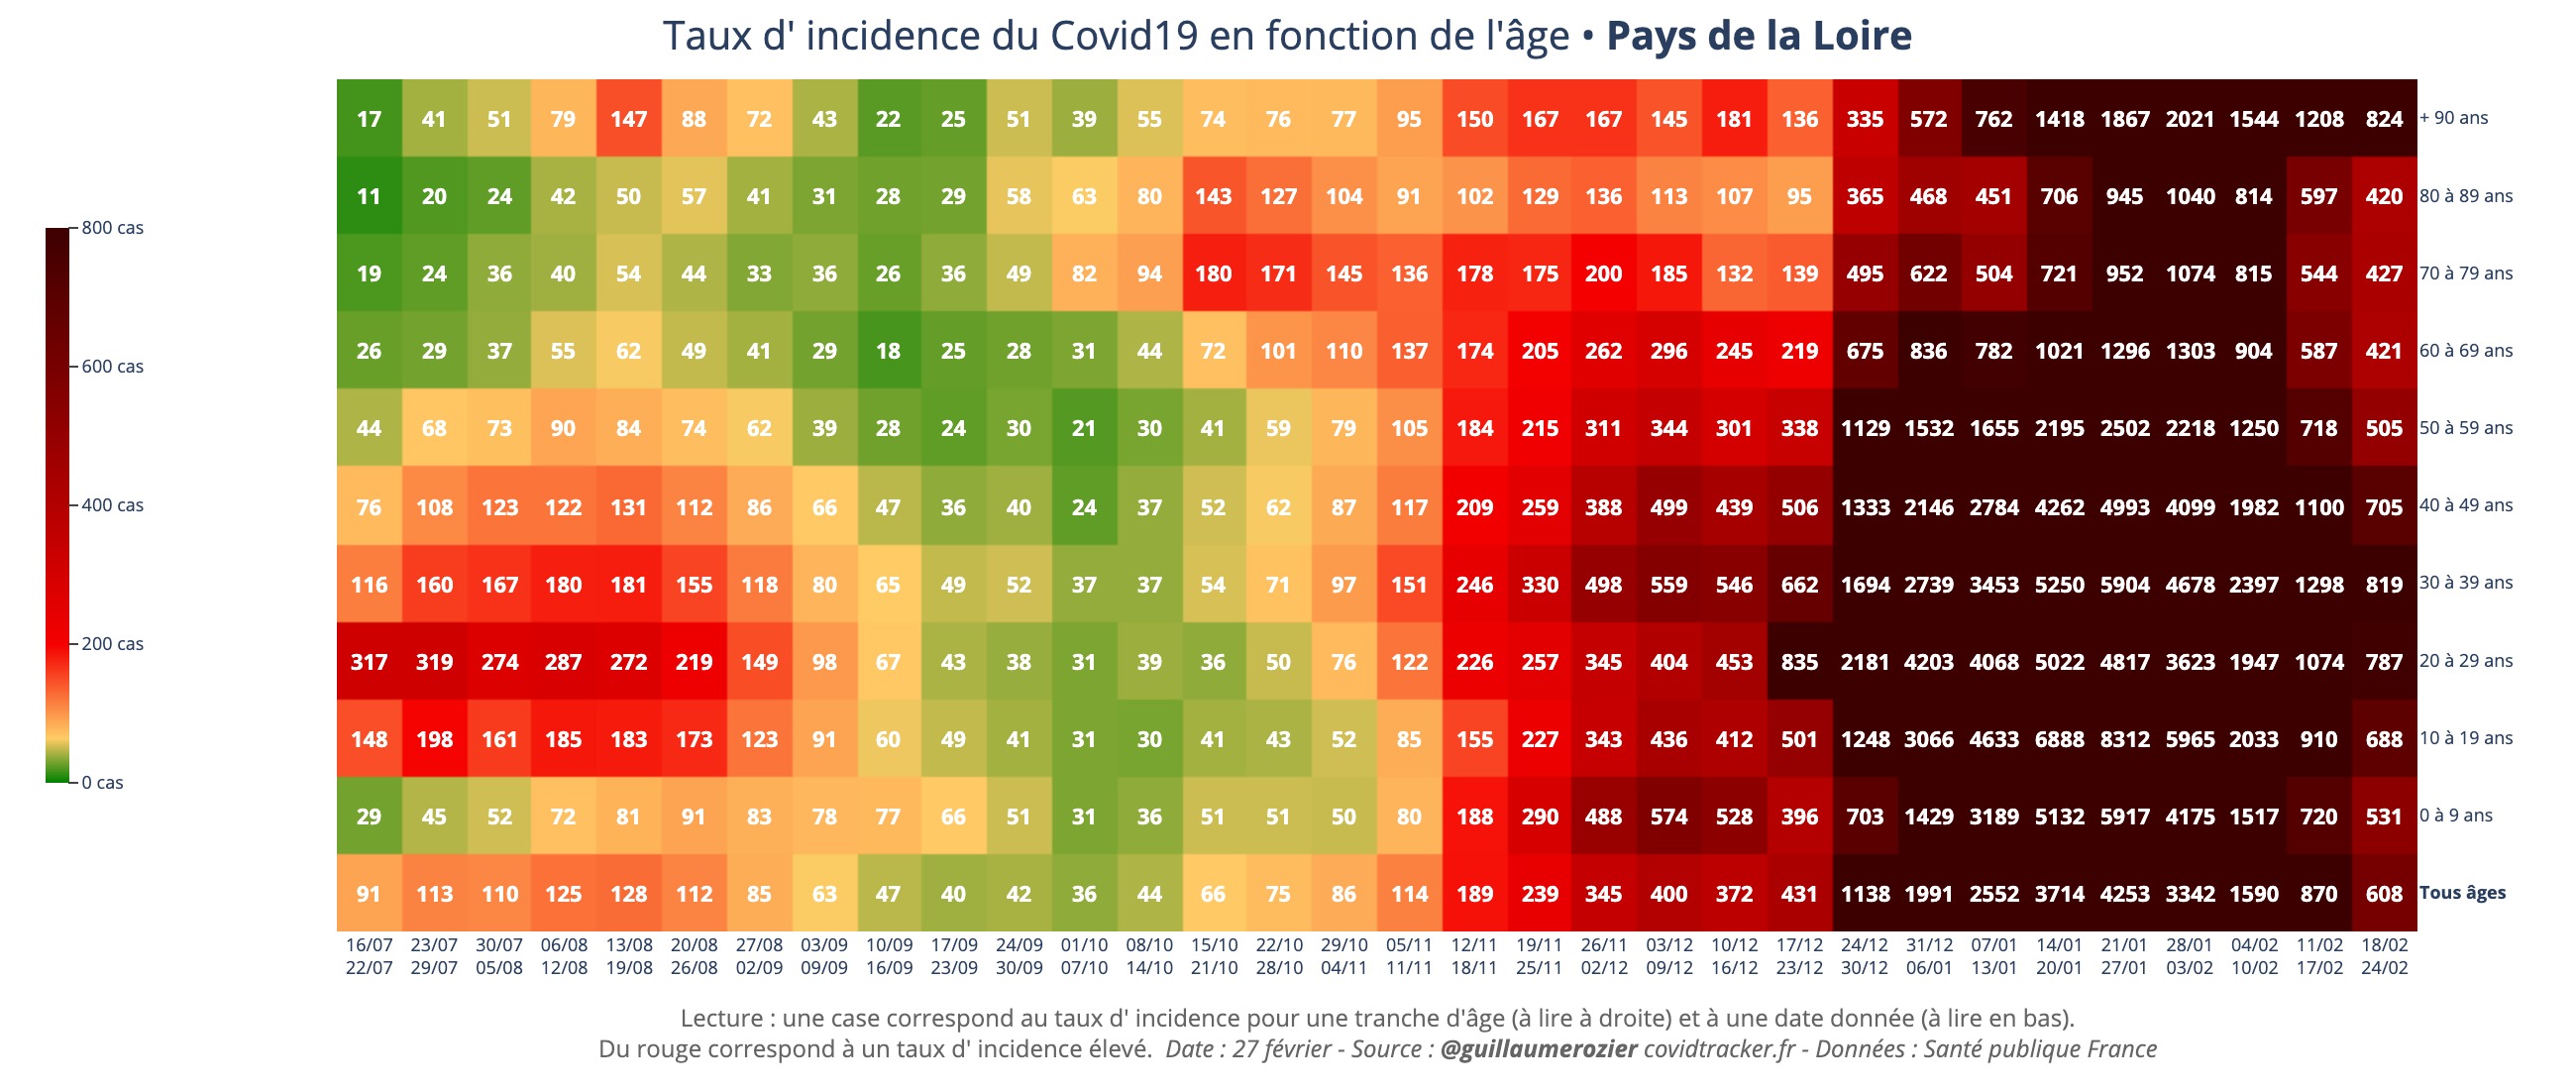 Taux d' incidence du Covid19 en fonction de l'âge • Pays de la Loire
17 41 51 79 147 88 72 43 22 25 51 39 55 74 76 77 95 150 167 167 145 181 136 335 572 762 1418 1867 2021 1544 1208 824 + 90 ans
11 20 24 42 50 57 41 31 28 29 58 63 80 143 127 104 91 102 129 136 113 107 95 365 468 451 706 945 1040 814 597 420 80 à 89 ans
19 24 36 40 54 44 33 36 26 36 49 82 94 180 171 145 136 178 175 200 185 132 139 495 622 504 721 952 1074 815 544 427 70 à 79 ans
26 29 37 55 62 49 41 29 18 25 28 31 44 72 101 110 137 174 205 262 296 245 219 675 836 782 1021 1296 1303 904 587 421 60 à 69 ans
44 68 73 90 84 74 62 39 28 24 30 21 30 41 59 79 105 184 215 311 344 301 338 1129 1532 1655 2195 2502 2218 1250 718 505 50 à 59 ans
76 108 123 122 131 112 86 66 47 36 40 24 37 52 62 87 117 209 259 388 499 439 506 1333 2146 2784 4262 4993 4099 1982 1100 705 40 à 49 ans
116 160 167 180 181 155 118 80 65 49 52 37 37 54 71 97 151 246 330 498 559 546 662 1694 2739 3453 5250 5904 4678 2397 1298 819 30 à 39 ans
317 319 274 287 272 219 149 98 67 43 38 31 39 36 50 76 122 226 257 345 404 453 835 2181 4203 4068 5022 4817 3623 1947 1074 787 20 à 29 ans
148 198 161 185 183 173 123 91 60 49 41 31 30 41 43 52 85 155 227 343 436 412 501 1248 3066 4633 6888 8312 5965 2033 910 688 10 à 19 ans
29 45 52 72 81 91 83 78 77 66 51 31 36 51 51 50 80 188 290 488 574 528 396 703 1429 3189 5132 5917 4175 1517 720 531 0 à 9 ans
91 113 110 125 128 112 85 63 47 40 42 36 44 66 75 86 114 189 239 345 400 372 431 1138 1991 2552 3714 4253 3342 1590 870 608 Tous âges
16/07 23/07 30/07 06/08 13/08 20/08 27/08 03/09 10/09 17/09 24/09 01/10 08/10 15/10 22/10 29/10 05/11 12/11 19/11 26/11 03/12 10/12 17/12 24/12 31/12 07/01 14/01 21/01 28/01 04/02 11/02 18/02
22/07 29/07 05/08 12/08 19/08 26/08 02/09 09/09 16/09 23/09 30/09 07/10 14/10 21/10 28/10 04/11 11/11 18/11 25/11 02/12 09/12 16/12 23/12 30/12 06/01 13/01 20/01 27/01 03/02 10/02 17/02 24/02
800 cas
600 cas
400 cas
200 cas
0 cas
Lecture : une case correspond au taux d' incidence pour une tranche d'âge (à lire à droite) et à une date donnée (à lire en bas).
Du rouge correspond à un taux d' incidence élevé. Date : 27 février - Source : @guillaumerozier covidtracker.fr - Données : Santé publique France